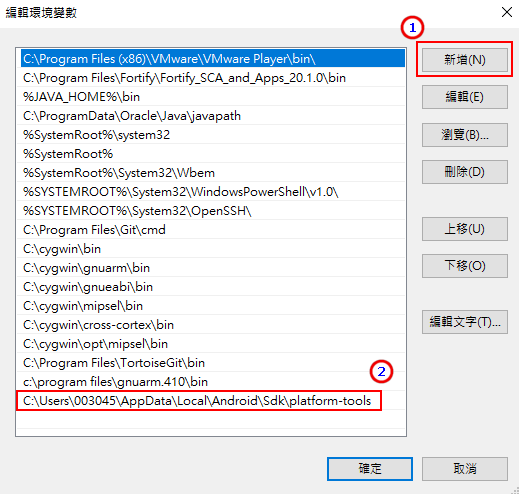 編輯環境變數
1
C:\Program Files (x86)\VMware\VMware Player\bin\
新增(N)
C:\Program Files\Fortify\Fortify_SCA_and_Apps_20.1.0\bin
%JAVA_HOME%\bin
編輯(E)
C:\ProgramData\Oracle\Java\javapath
%SystemRoot%\system32
瀏覽(B)...
%SystemRoot%
%SystemRoot%\System32\Wbem
刪除(D)
%SYSTEMROOT%\System32\WindowsPowerShell\v1.0\
%SYSTEMROOT%\System32\OpenSSH\
C:\Program Files\Git\cmd
上移(U)
C:\cygwin\bin
C:\cygwin\gnuarm\bin
下移(O)
C:\cygwin\gnueabi\bin
C:\cygwin\mipsel\bin
C:\cygwin\cross-cortex\bin
編輯文字(T)...
C:\cygwin\opt\mipsel\bin
C:\Program Files\TortoiseGit\bin
c:\program files\gnuarm.410\bin
2
C:\Users\003045\AppData\Local\Android\Sdk\platform-tools
確定
取消